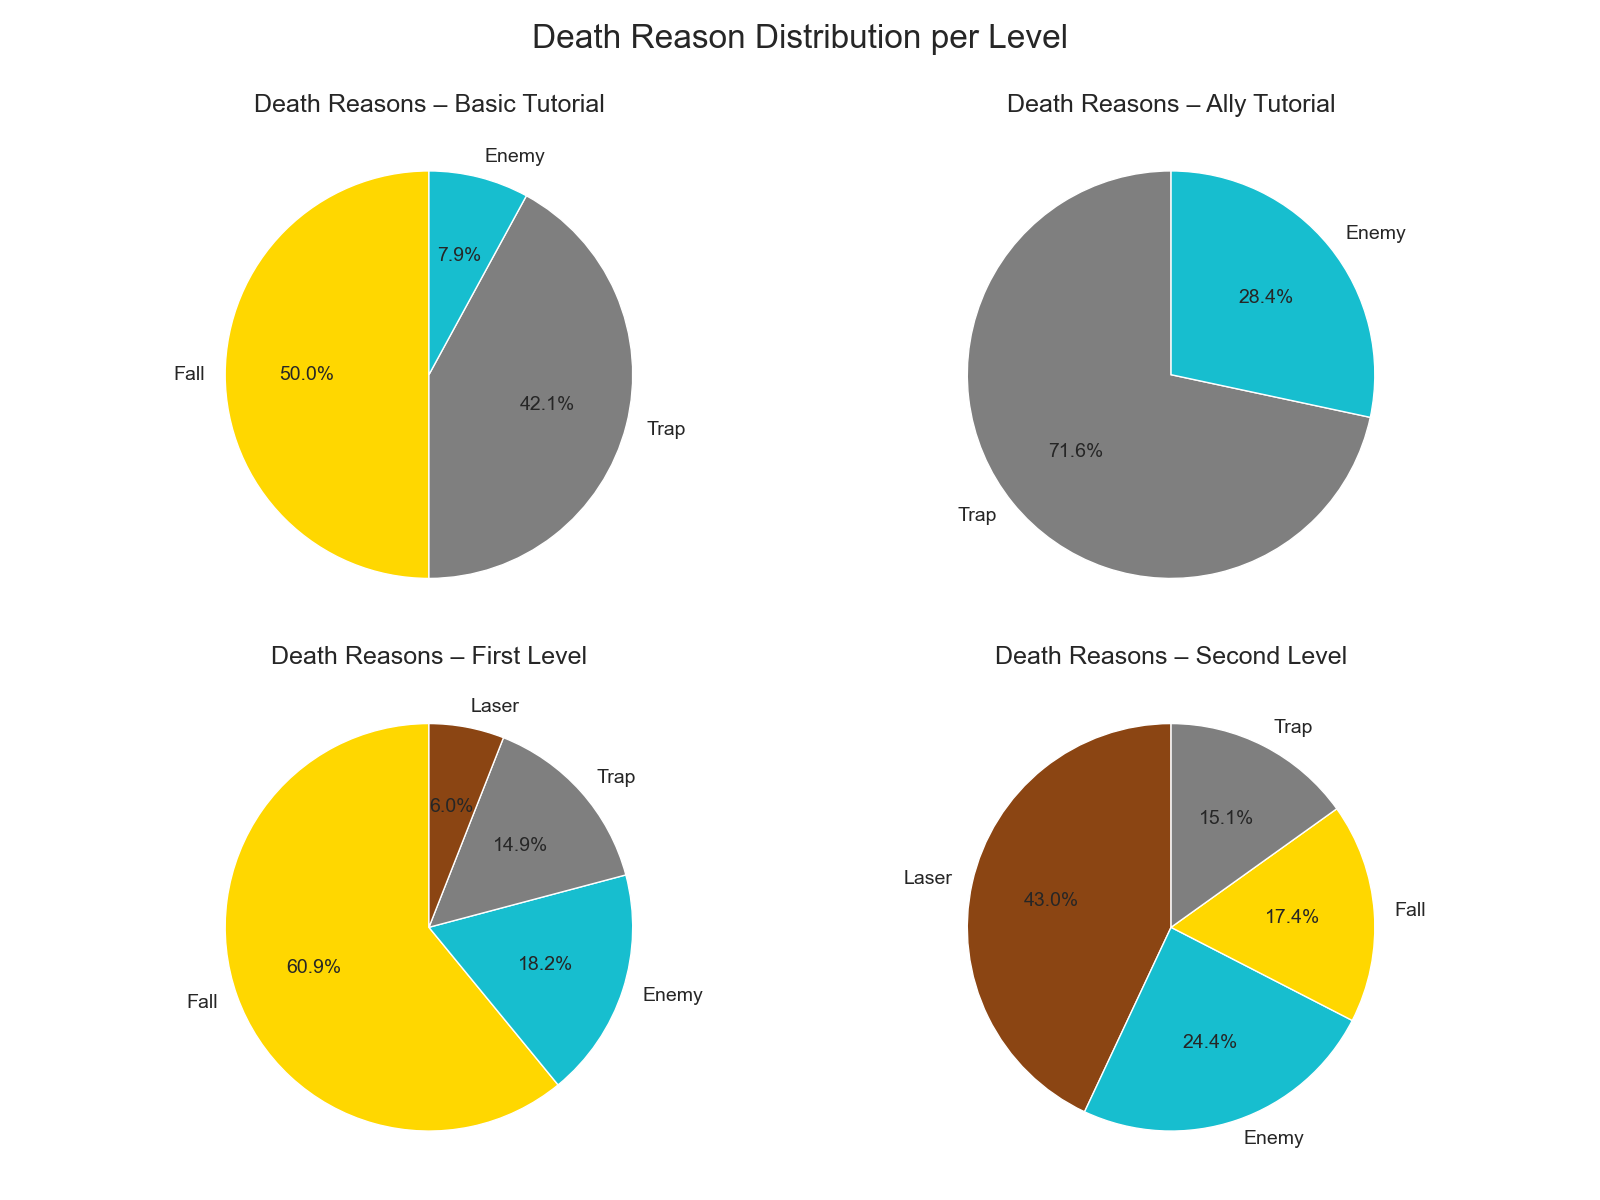 Death Reason Distribution per Level
Death Reasons – Basic Tutorial
Enemy
7.9%
Fall
50.0%
42.1%
Trap
Death Reasons – Ally Tutorial
Enemy
28.4%
71.6%
Trap
Death Reasons – First Level
Laser
Trap
6.0%
14.9%
18.2%
60.9%
Enemy
Fall
Death Reasons – Second Level
Trap
15.1%
Laser
43.0%
Fall
17.4%
24.4%
Enemy